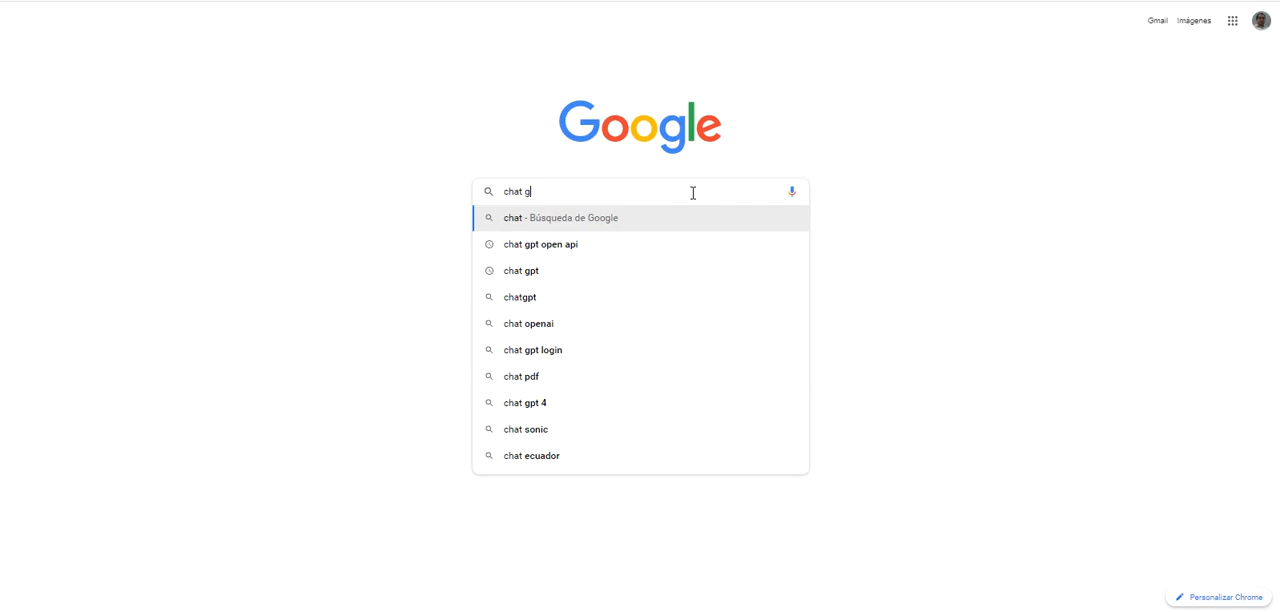 Gmail Imágenes
Google
chat g
chat - Búsqueda de Google
chat gpt open api
chat gpt
chatgpt
chat openai
chat gpt login
chat pdf
chat gpt 4
chat sonic
chat ecuador
Personalizar Chrome